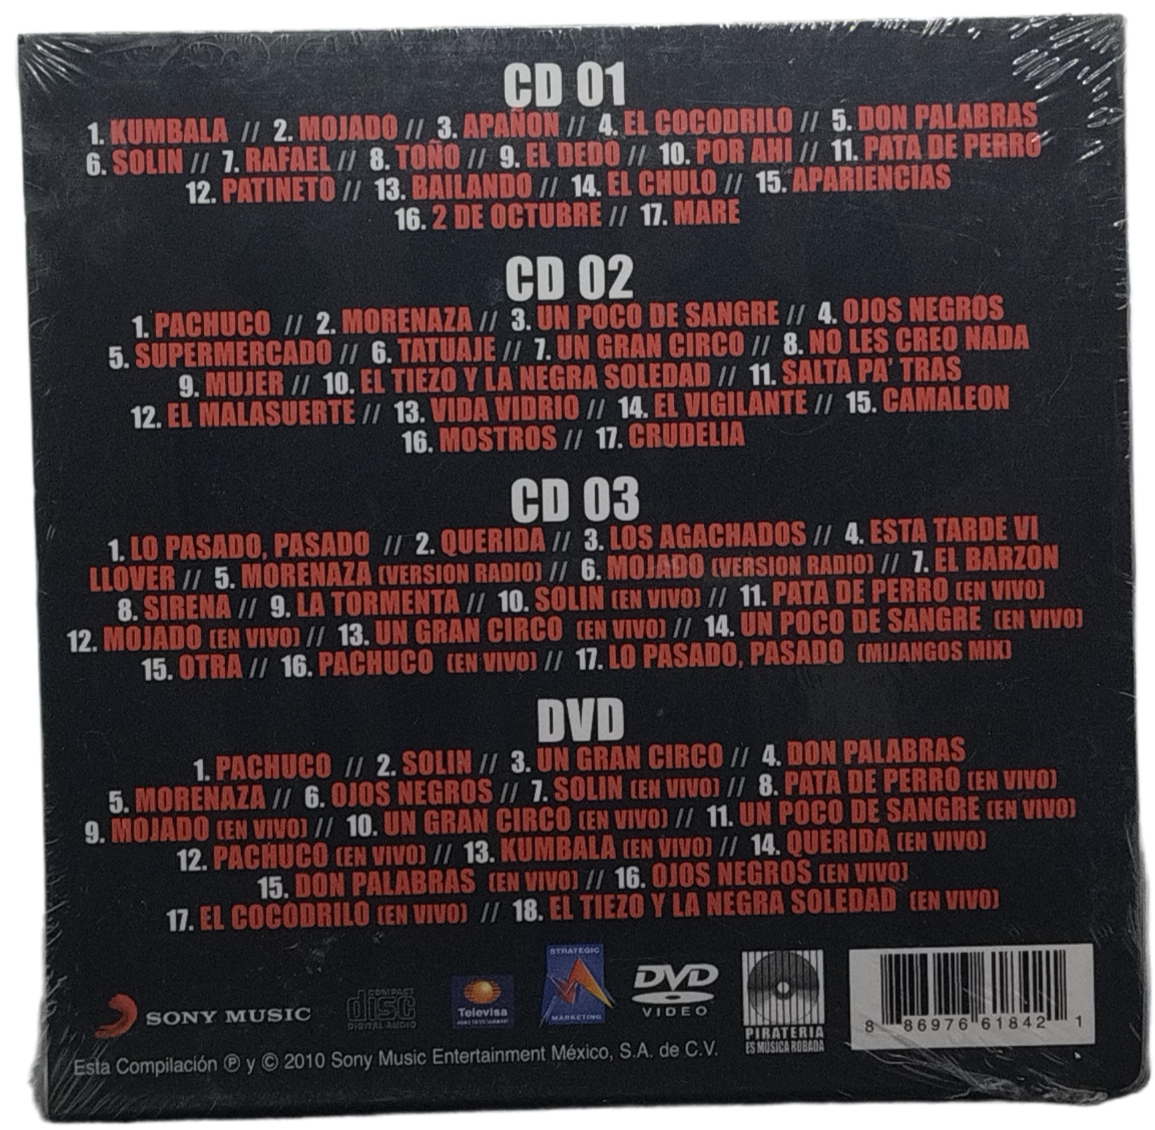 CD 01
1. KUMBALA // 2. MOJADO // 3. APAÑON // 4. EL COCODRILO // 5. DON PALABRAS
6. SOLIN // 7. RAFAEL // 8. TOÑO // 9. EL DEDO // 10. POR AHI // 11. PATA DE PERRO
12. PATINETO // 13. BAILANDO // 14. EL CHULO // 15. APARIENCIAS
16. 2 DE OCTUBRE // 17. MARE
CD 02
1. PACHUCO // 2. MORENAZA // 3. UN POCO DE SANGRE // 4. OJOS NEGROS
5. SUPERMERCADO // 6. TATUAJE // 7. UN GRAN CIRCO // 8. NO LES CREO NADA
9. MUJER // 10. EL TIEZO Y LA NEGRA SOLEDAD // 11. SALTA PA' TRAS
12. EL MALASUERTE // 13. VIDA VIDRIO // 14. EL VIGILANTE // 15. CAMALEON
16. MOSTROS // 17. CRUDELIA
CD 03
1. LO PASADO, PASADO // 2. QUERIDA // 3. LOS AGACHADOS // 4. ESTA TARDE VI
LLOVER // 5. MORENAZA (VERSION RADIO) // 6. MOJADO (VERSION RADIO) // 7. EL BARZON
8. SIRENA // 9. LA TORMENTA // 10. SOLIN (EN VIVO) // 11. PATA DE PERRO (EN VIVO)
12. MOJADO (EN VIVO) // 13. UN GRAN CIRCO (EN VIVO) // 14. UN POCO DE SANGRE (EN VIVO)
15. OTRA // 16. PACHUCO (EN VIVO) // 17. LO PASADO, PASADO (MIJANGOS MIX)
DVD
1. PACHUCO // 2. SOLIN // 3. UN GRAN CIRCO // 4. DON PALABRAS
5. MORENAZA // 6. OJOS NEGROS // 7. SOLIN (EN VIVO) // 8. PATA DE PERRO (EN VIVO)
9. MOJADO (EN VIVO) // 10. UN GRAN CIRCO (EN VIVO) // 11. UN POCO DE SANGRE (EN VIVO)
12. PACHUCO (EN VIVO) // 13. KUMBALA (EN VIVO) // 14. QUERIDA (EN VIVO)
15. DON PALABRAS (EN VIVO) // 16. OJOS NEGROS (EN VIVO)
17. EL COCODRILO (EN VIVO) // 18. EL TIEZO Y LA NEGRA SOLEDAD (EN VIVO)
SONY MUSIC
COMPACT
disc
DIGITAL AUDIO
Televisa
STRATEGIC
MARKETING
DVD
VIDEO
PIRATERIA
ES MÚSICA ROBADA
8 86976 61842 1
Esta Compilación ℗ y © 2010 Sony Music Entertainment México, S.A. de C.V.